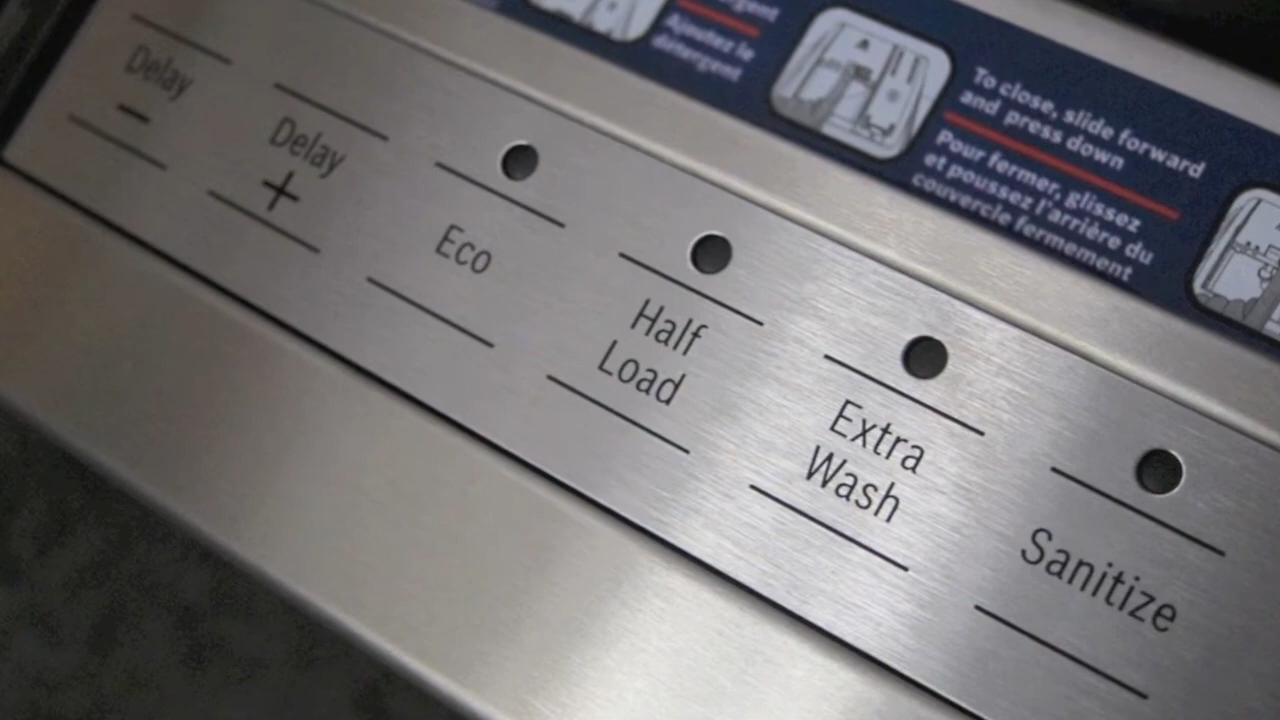 Ajoutez le
détergent
To close, slide forward
and press down
Pour fermer, glissez
et poussez l'arrière du
couvercle fermement
A
Delay
−
Delay
+
Eco
Half
Load
Extra
Wash
Sanitize